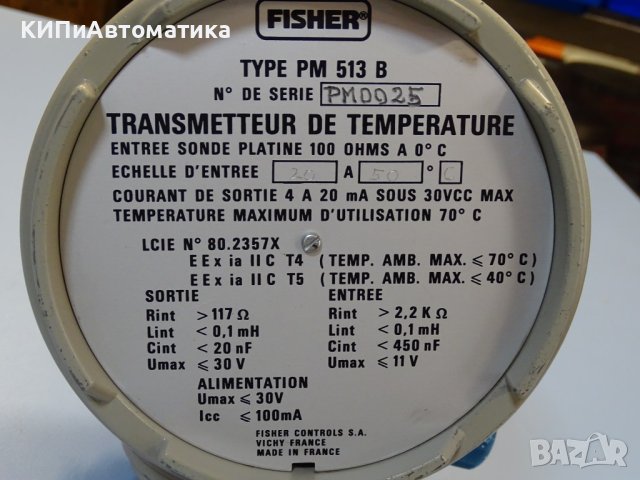 КИПиАвтоматика
FISHER®
TYPE PM 513 B
N° DE SERIE PM0025
TRANSMETTEUR DE TEMPERATURE
ENTREE SONDE PLATINE 100 OHMS A 0° C
ECHELLE D'ENTREE 20 A 50 ° C
COURANT DE SORTIE 4 A 20 mA SOUS 30VCC MAX
TEMPERATURE MAXIMUM D'UTILISATION 70° C
LCIE N° 80.2357X
EEx ia IIC T4 (TEMP. AMB. MAX. ⩽ 70° C)
EEx ia IIC T5 (TEMP. AMB. MAX. ⩽ 40° C)
SORTIE
Rint > 117 Ω
Lint < 0,1 mH
Cint < 20 nF
Umax ⩽ 30 V
ENTREE
Rint > 2,2 K Ω
Lint < 0,1 mH
Cint < 450 nF
Umax ⩽ 11 V
ALIMENTATION
Umax ⩽ 30V
Icc ⩽ 100mA
FISHER CONTROLS S.A.
VICHY FRANCE
MADE IN FRANCE
КИПиАвтоматика
BAZAR